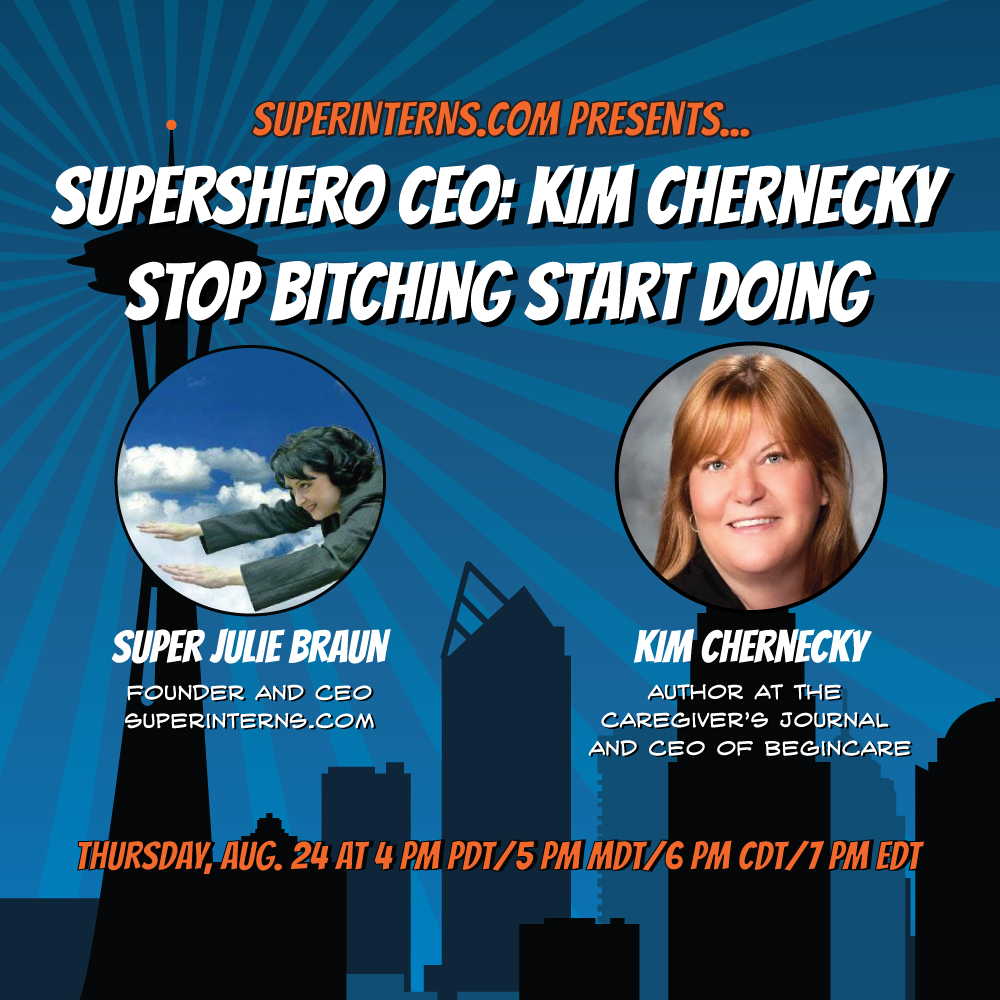 SUPERINTERNS.COM PRESENTS...
SUPERSHERO CEO: KIM CHERNECKY
STOP BITCHING START DOING
SUPER JULIE BRAUN
FOUNDER AND CEO
SUPERINTERNS.COM
KIM CHERNECKY
AUTHOR AT THE
CAREGIVER'S JOURNAL
AND CEO OF BEGINCARE
THURSDAY, AUG. 24 AT 4 PM PDT/5 PM MDT/6 PM CDT/7 PM EDT